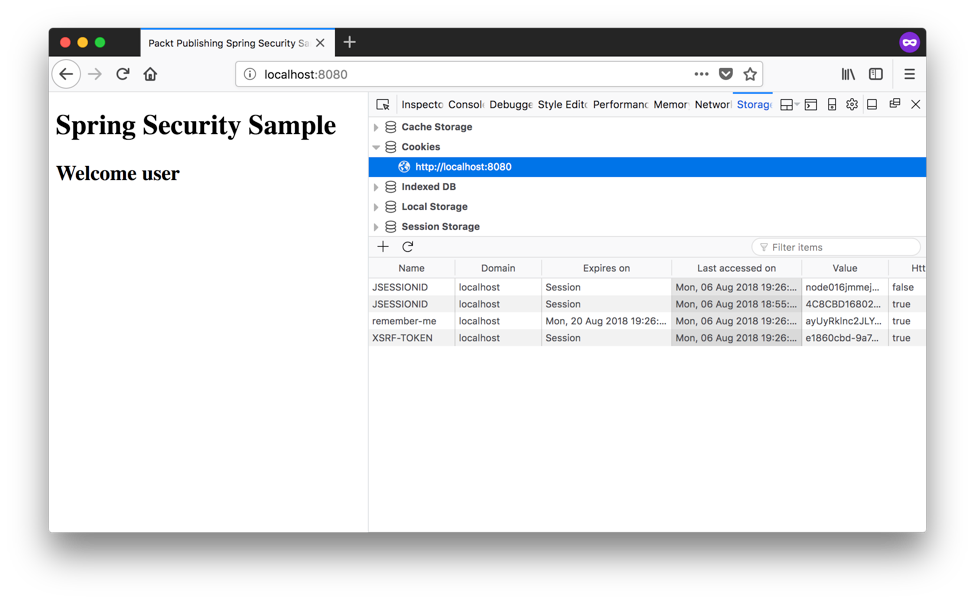 Packt Publishing Spring Security Sa
localhost:8080
Spring Security Sample
Welcome user
Inspecto Consol Debugge Style Edito Performanc Memor Networ Storag
Cache Storage
Cookies
http://localhost:8080
Indexed DB
Local Storage
Session Storage
Filter items
Name Domain Expires on Last accessed on Value Htt
JSESSIONID localhost Session Mon, 06 Aug 2018 19:26:... node016jmmej... false
JSESSIONID localhost Session Mon, 06 Aug 2018 18:55:... 4C8CBD16802... true
remember-me localhost Mon, 20 Aug 2018 19:26:... Mon, 06 Aug 2018 19:26:... ayUyRklnc2JLY... true
XSRF-TOKEN localhost Session Mon, 06 Aug 2018 19:26:... e1860cbd-9a7... true